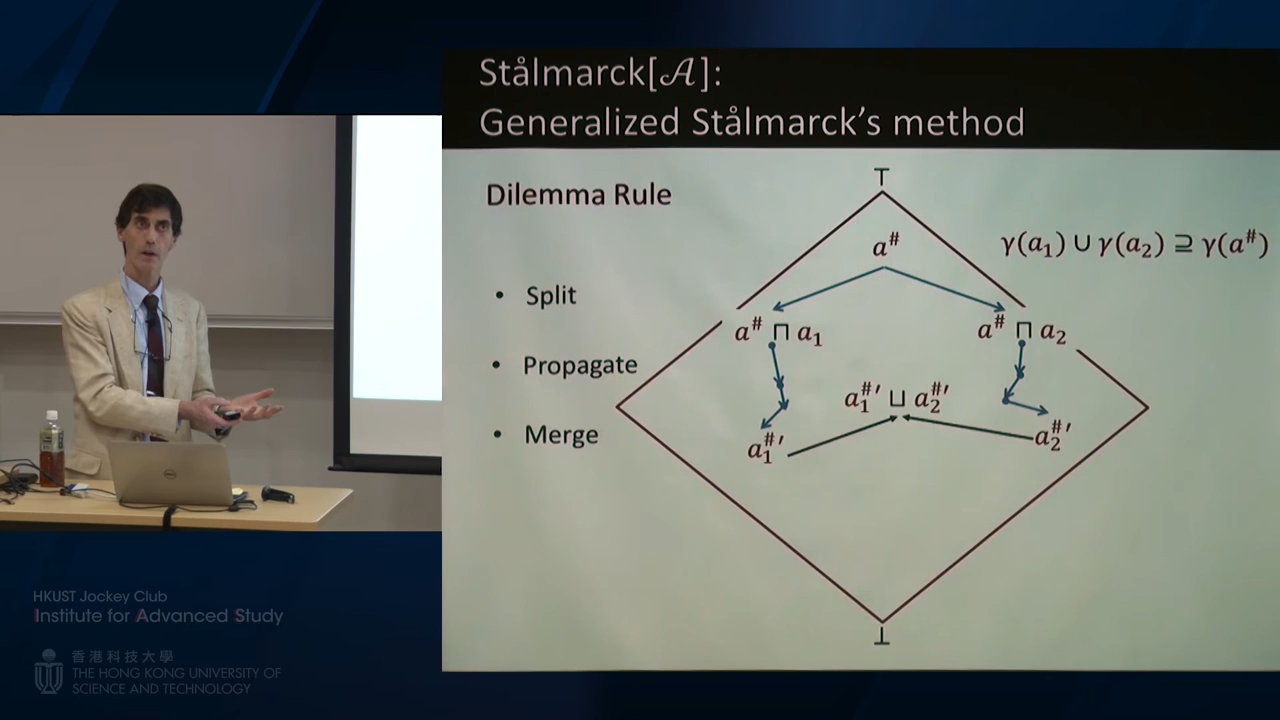 Stålmarck[𝒜]:
Generalized Stålmarck's method
Dilemma Rule
• Split
• Propagate
• Merge
⊤
a#
γ(a₁) ∪ γ(a₂) ⊇ γ(a#)
a# ⊓ a₁
a# ⊓ a₂
a₁#′ ⊔ a₂#′
a₁#′
a₂#′
⊥
HKUST Jockey Club
Institute for Advanced Study
香港科技大學
THE HONG KONG UNIVERSITY OF
SCIENCE AND TECHNOLOGY